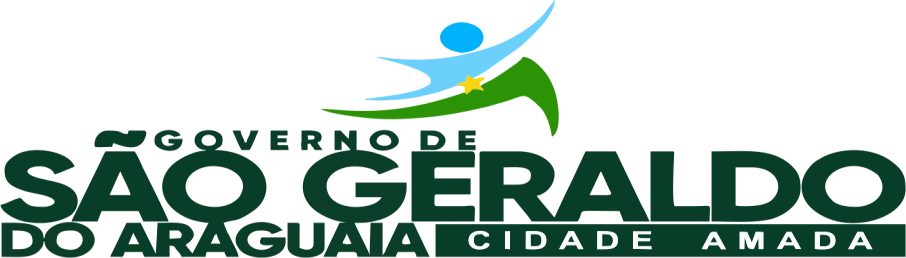 GOVERNO DE
SÃO GERALDO
DO ARAGUAIA CIDADE AMADA